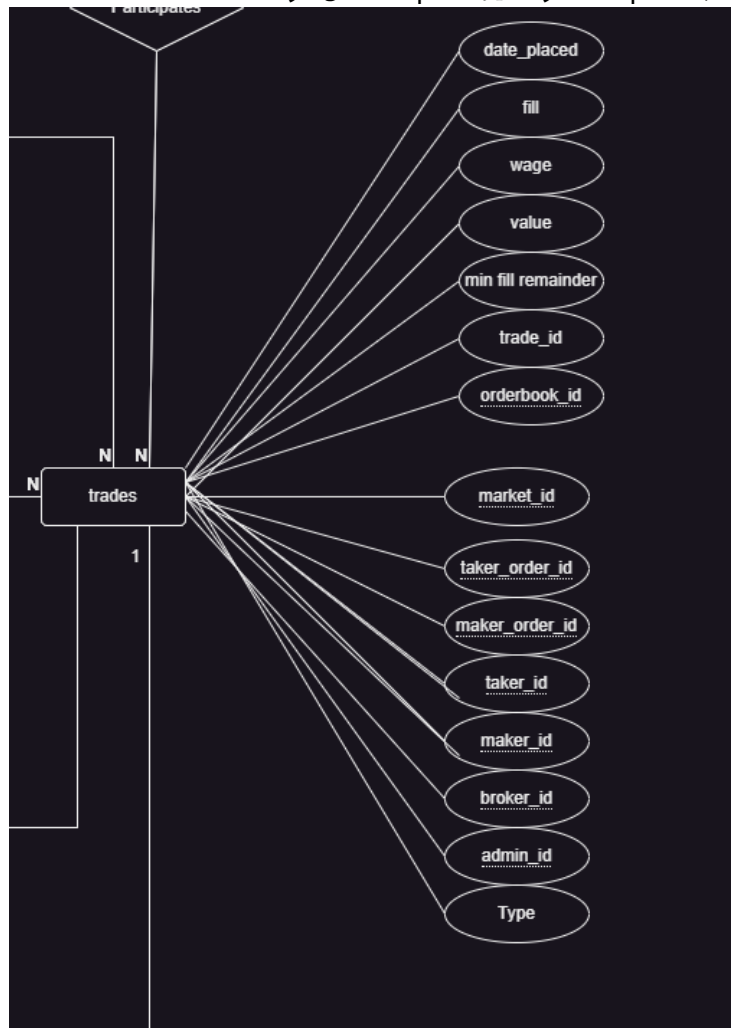 Participates
date_placed
fill
wage
value
min fill remainder
trade_id
orderbook_id
N
N
N
trades
market_id
1
taker_order_id
maker_order_id
taker_id
maker_id
broker_id
admin_id
Type